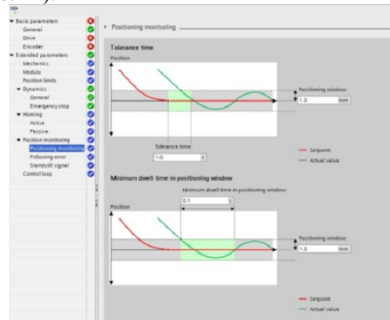 Basic parameters
General
Drive
Encoder
Extended parameters
Mechanics
Modulo
Position limits
Dynamics
General
Emergency stop
Homing
Active
Passive
Position monitoring
Positioning monitoring
Following error
Standstill signal
Control loop
Positioning monitoring
Tolerance time
Position
Positioning window:
1.0 mm
Tolerance time:
1.0 s
Setpoint
Actual value
Minimum dwell time in positioning window
Minimum dwell time in positioning window:
0.1 s
Position
Positioning window:
1.0 mm
Setpoint
Actual value